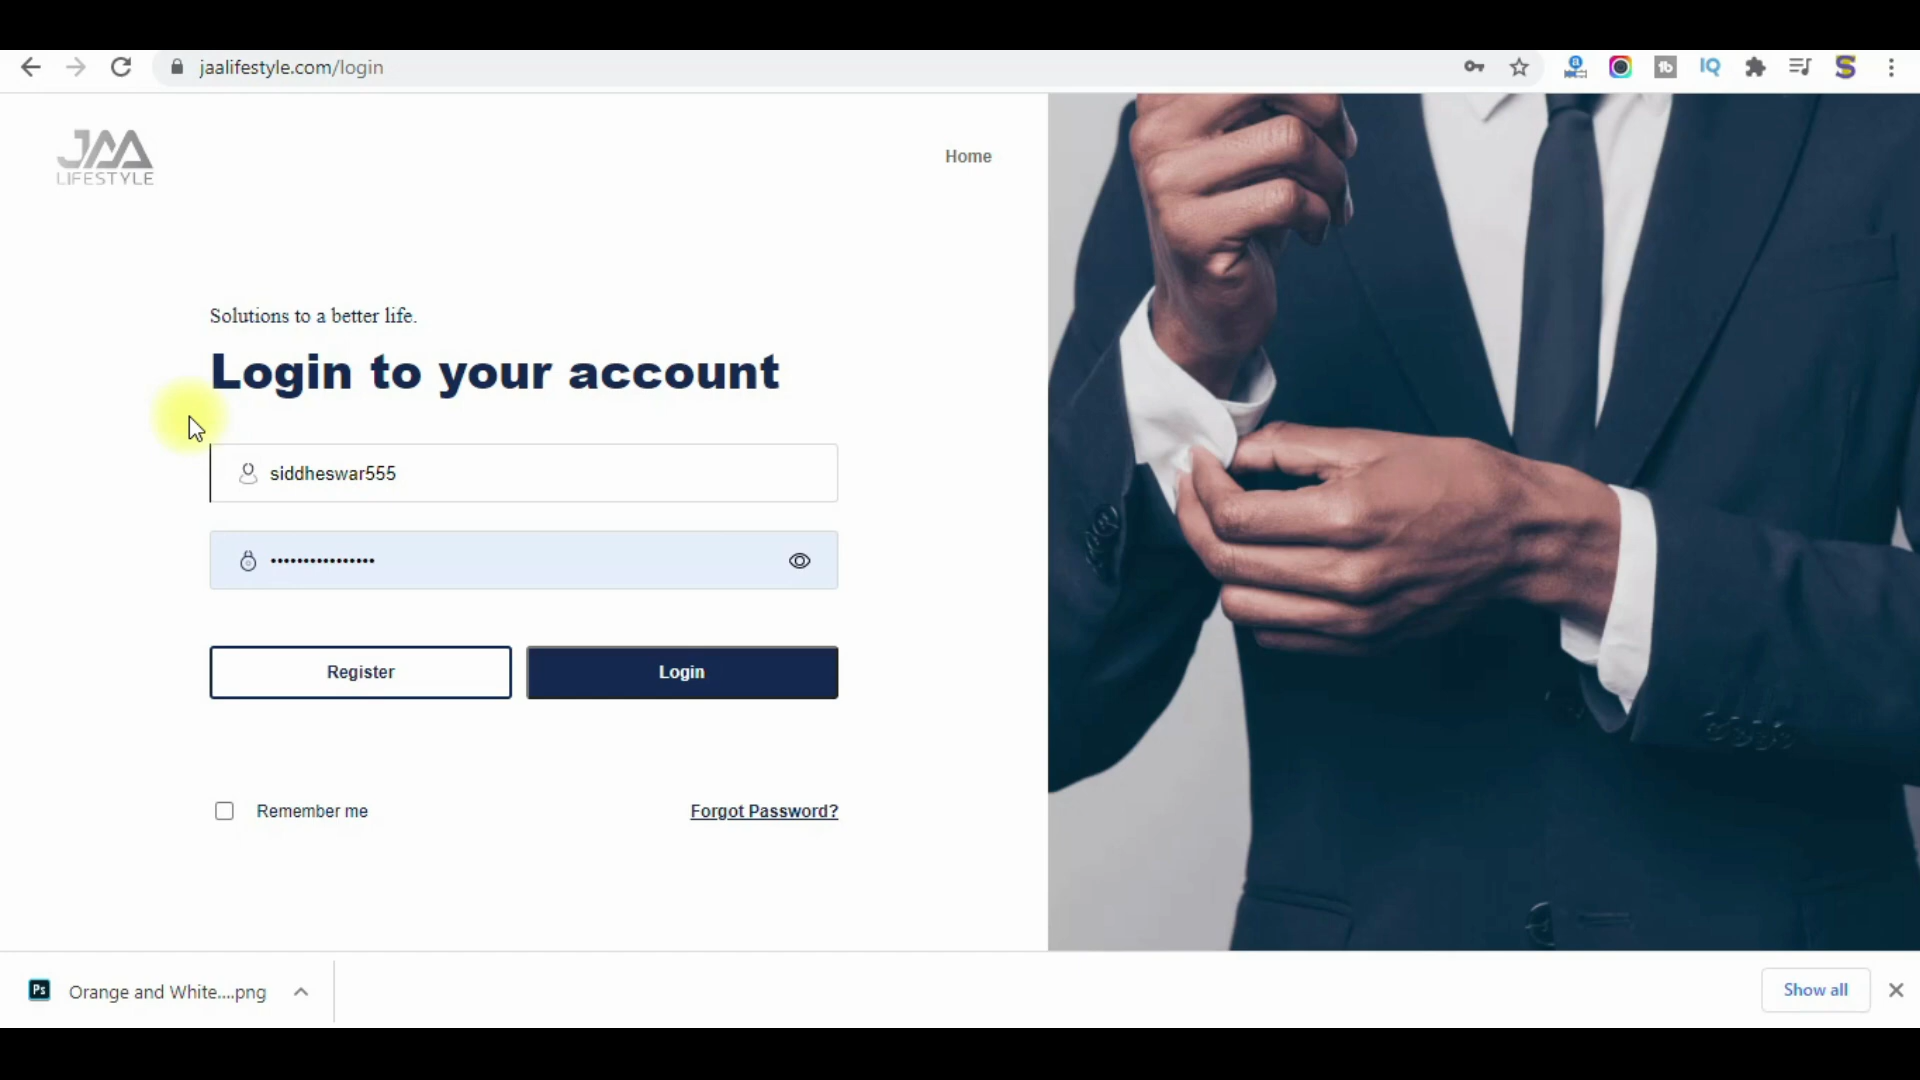 jaalifestyle.com/login
JAA
LIFESTYLE
Home
Solutions to a better life.
Login to your account
siddheswar555
••••••••••••••••
Register
Login
Remember me
Forgot Password?
Ps
Orange and White....png
Show all